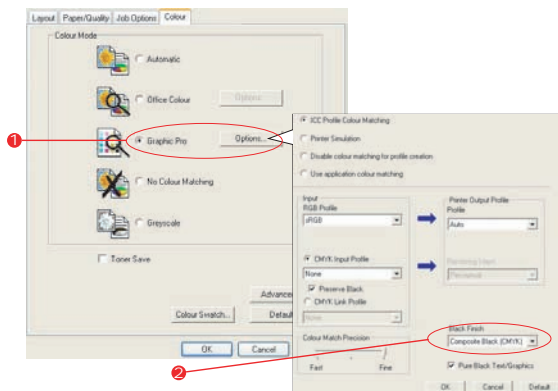 Layout Paper/Quality Job Options Colour
Colour Mode
Automatic
Office Colour Options...
1 Graphic Pro Options...
No Colour Matching
Greyscale
Toner Save
Advanced
Colour Swatch... Default
OK Cancel
ICC Profile Colour Matching
Printer Simulation
Disable colour matching for profile creation
Use application colour matching
Input
RGB Profile
sRGB
Printer Output Profile
Profile
Auto
CMYK Input Profile
None
Rendering Intent
Perceptual
Preserve Black
CMYK Link Profile
None
Colour Match Precision
Fast Fine
2 Black Finish
Composite Black (CMYK)
Pure Black Text/Graphics
OK Cancel Default